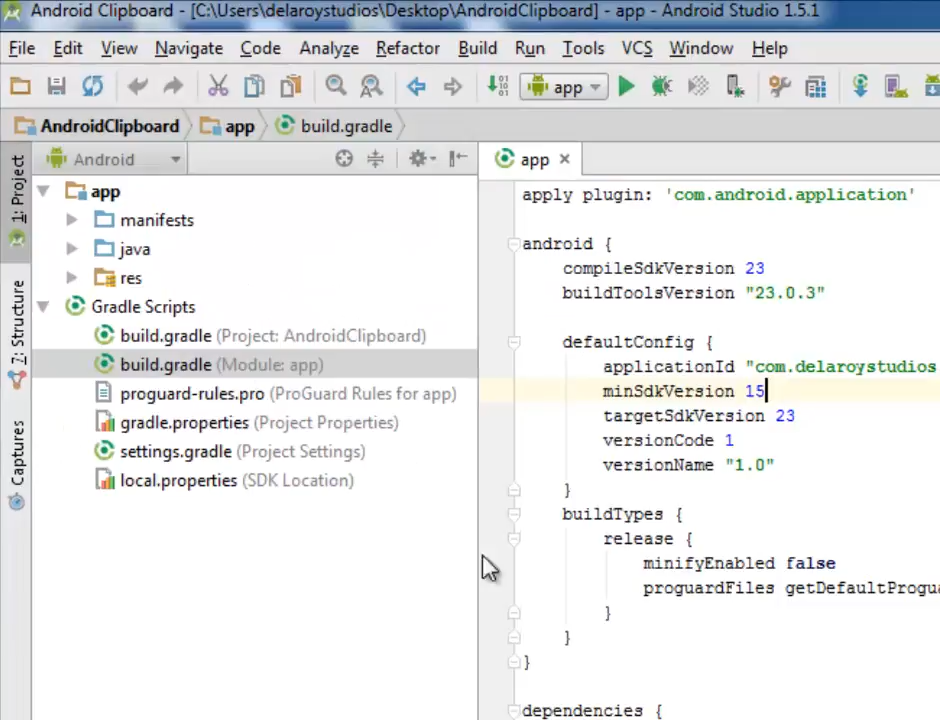 Android Clipboard - [C:\Users\delaroystudios\Desktop\AndroidClipboard] - app - Android Studio 1.5.1
File Edit View Navigate Code Analyze Refactor Build Run Tools VCS Window Help
app
AndroidClipboard app build.gradle
1: Project
7: Structure
Captures
Android
app
manifests
java
res
Gradle Scripts
build.gradle (Project: AndroidClipboard)
build.gradle (Module: app)
proguard-rules.pro (ProGuard Rules for app)
gradle.properties (Project Properties)
settings.gradle (Project Settings)
local.properties (SDK Location)
app
apply plugin: 'com.android.application'
android {
compileSdkVersion 23
buildToolsVersion "23.0.3"
defaultConfig {
applicationId "com.delaroystudios
minSdkVersion 15
targetSdkVersion 23
versionCode 1
versionName "1.0"
}
buildTypes {
release {
minifyEnabled false
proguardFiles getDefaultProgua
}
}
}
dependencies {